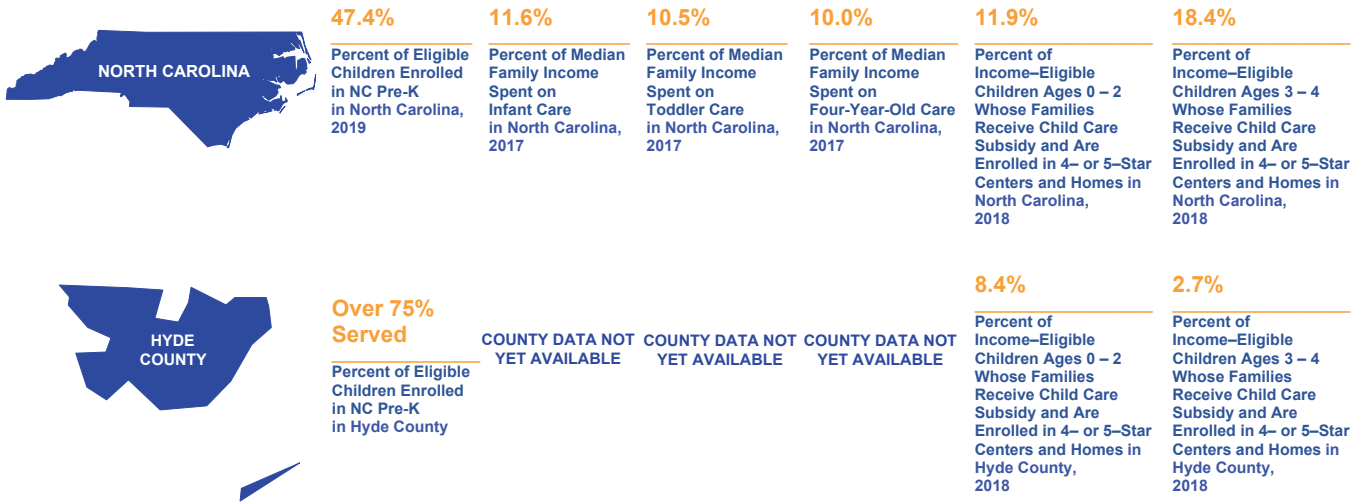 NORTH CAROLINA
47.4%
Percent of Eligible
Children Enrolled
in NC Pre-K
in North Carolina,
2019
11.6%
Percent of Median
Family Income
Spent on
Infant Care
in North Carolina,
2017
10.5%
Percent of Median
Family Income
Spent on
Toddler Care
in North Carolina,
2017
10.0%
Percent of Median
Family Income
Spent on
Four-Year-Old Care
in North Carolina,
2017
11.9%
Percent of
Income–Eligible
Children Ages 0 – 2
Whose Families
Receive Child Care
Subsidy and Are
Enrolled in 4– or 5–Star
Centers and Homes in
North Carolina,
2018
18.4%
Percent of
Income–Eligible
Children Ages 3 – 4
Whose Families
Receive Child Care
Subsidy and Are
Enrolled in 4– or 5–Star
Centers and Homes in
North Carolina,
2018
HYDE
COUNTY
Over 75%
Served
Percent of Eligible
Children Enrolled
in NC Pre-K
in Hyde County
COUNTY DATA NOT
YET AVAILABLE
COUNTY DATA NOT
YET AVAILABLE
COUNTY DATA NOT
YET AVAILABLE
8.4%
Percent of
Income–Eligible
Children Ages 0 – 2
Whose Families
Receive Child Care
Subsidy and Are
Enrolled in 4– or 5–Star
Centers and Homes in
Hyde County,
2018
2.7%
Percent of
Income–Eligible
Children Ages 3 – 4
Whose Families
Receive Child Care
Subsidy and Are
Enrolled in 4– or 5–Star
Centers and Homes in
Hyde County,
2018